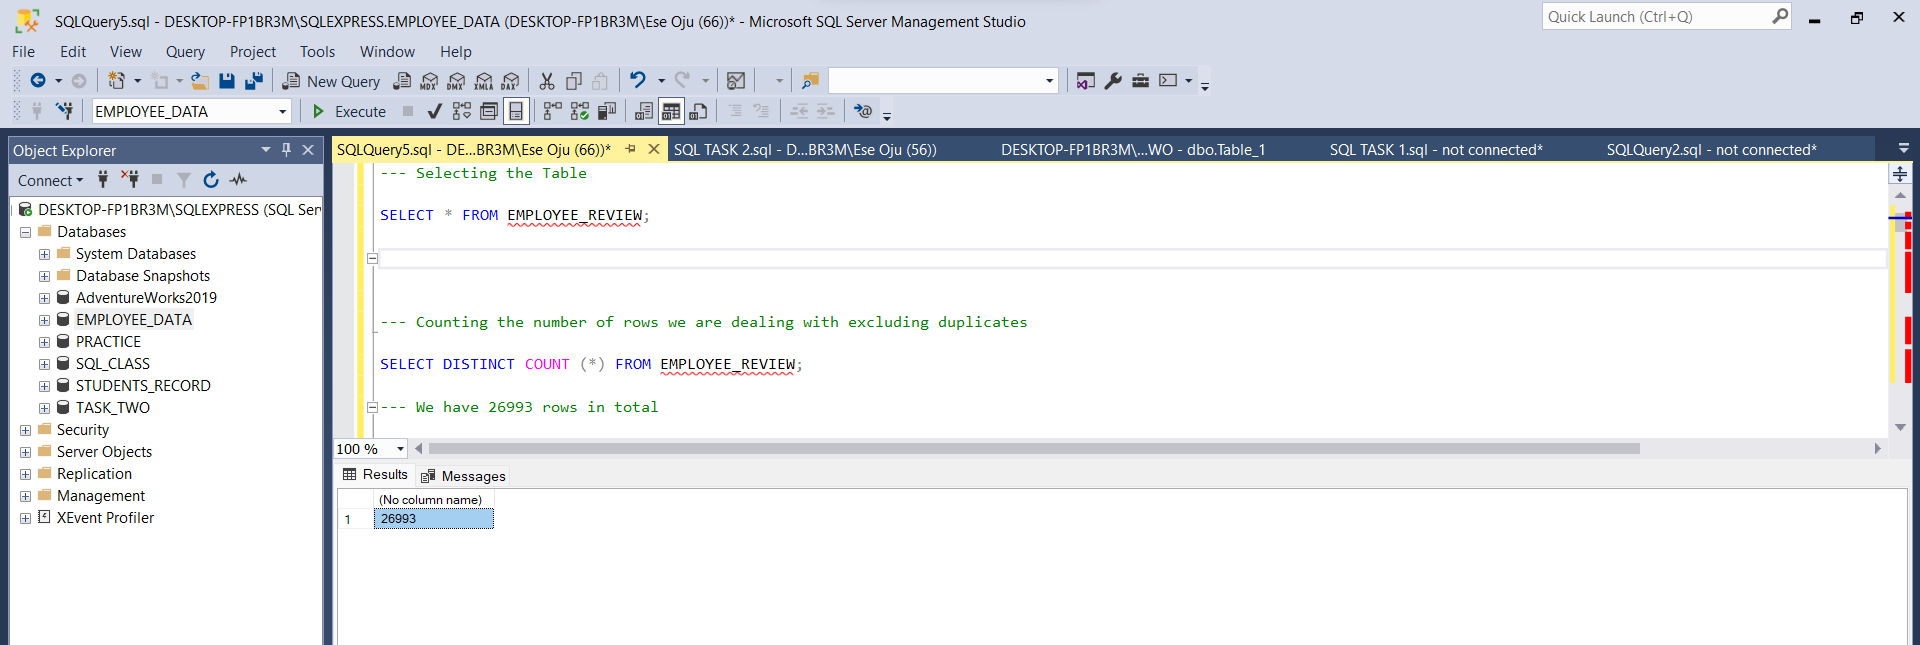 SQLQuery5.sql - DESKTOP-FP1BR3M\SQLEXPRESS.EMPLOYEE_DATA (DESKTOP-FP1BR3M\Ese Oju (66))* - Microsoft SQL Server Management Studio
Quick Launch (Ctrl+Q)
File Edit View Query Project Tools Window Help
New Query MDX DMX XMLA DAX
EMPLOYEE_DATA Execute
Object Explorer
SQLQuery5.sql - DE...BR3M\Ese Oju (66))* SQL TASK 2.sql - D...BR3M\Ese Oju (56)) DESKTOP-FP1BR3M\...WO - dbo.Table_1 SQL TASK 1.sql - not connected* SQLQuery2.sql - not connected*
Connect
DESKTOP-FP1BR3M\SQLEXPRESS (SQL Ser
Databases
System Databases
Database Snapshots
AdventureWorks2019
EMPLOYEE_DATA
PRACTICE
SQL_CLASS
STUDENTS_RECORD
TASK_TWO
Security
Server Objects
Replication
Management
XEvent Profiler
--- Selecting the Table
SELECT * FROM EMPLOYEE_REVIEW;
--- Counting the number of rows we are dealing with excluding duplicates
SELECT DISTINCT COUNT (*) FROM EMPLOYEE_REVIEW;
--- We have 26993 rows in total
100 %
Results Messages
(No column name)
1 26993